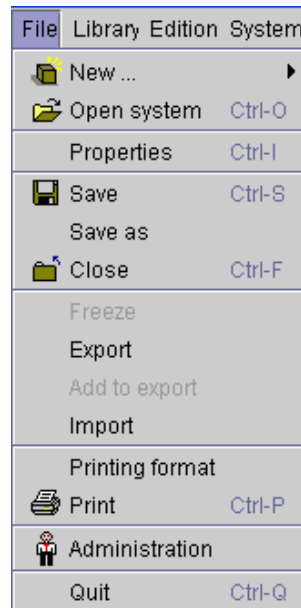 File Library Edition System
New ...
Open system Ctrl-O
Properties Ctrl-I
Save Ctrl-S
Save as
Close Ctrl-F
Freeze
Export
Add to export
Import
Printing format
Print Ctrl-P
Administration
Quit Ctrl-Q